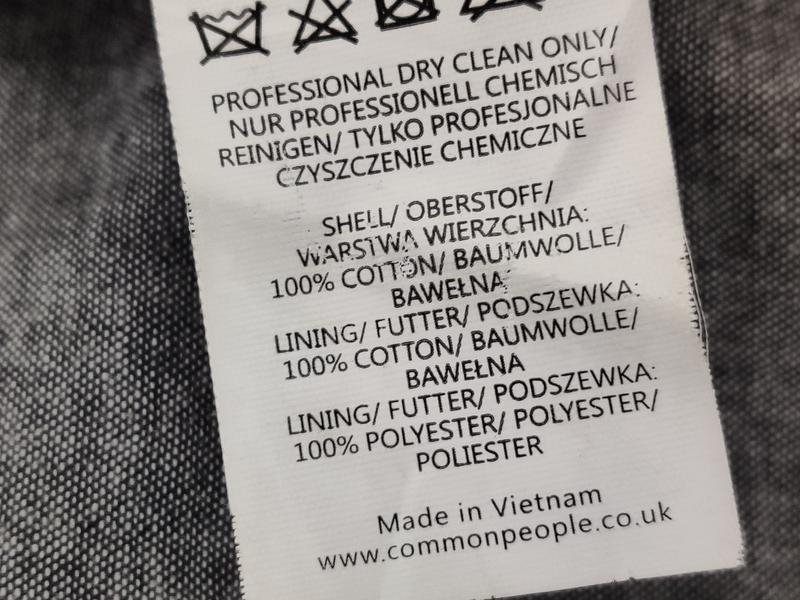 PROFESSIONAL DRY CLEAN ONLY/
NUR PROFESSIONELL CHEMISCH
REINIGEN/ TYLKO PROFESJONALNE
CZYSZCZENIE CHEMICZNE
SHELL/ OBERSTOFF/
WARSTWA WIERZCHNIA:
100% COTTON/ BAUMWOLLE/
BAWEŁNA
LINING/ FUTTER/ PODSZEWKA:
100% COTTON/ BAUMWOLLE/
BAWEŁNA
LINING/ FUTTER/ PODSZEWKA:
100% POLYESTER/ POLYESTER/
POLIESTER
Made in Vietnam
www.commonpeople.co.uk